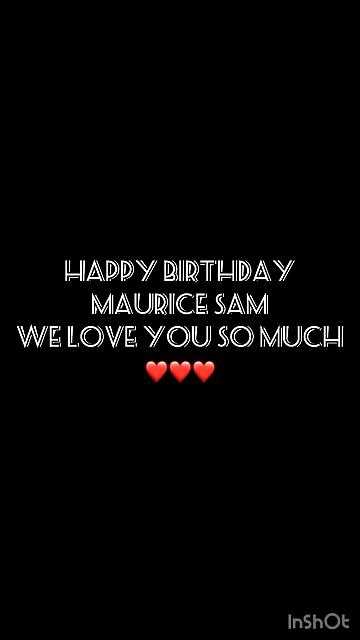 HAPPY BIRTHDAY
MAURICE SAM
WE LOVE YOU SO MUCH
❤️❤️❤️
InShOt